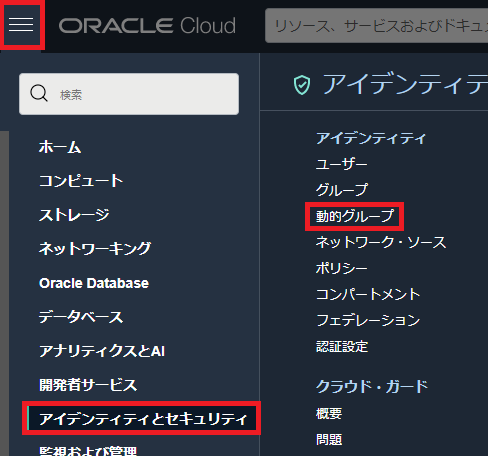 ORACLE Cloud
リソース、サービスおよびドキュ
検索
ホーム
コンピュート
ストレージ
ネットワーキング
Oracle Database
データベース
アナリティクスとAI
開発者サービス
アイデンティティとセキュリティ
監視および管理
アイデンティテ
アイデンティティ
ユーザー
グループ
動的グループ
ネットワーク・ソース
ポリシー
コンパートメント
フェデレーション
認証設定
クラウド・ガード
概要
問題